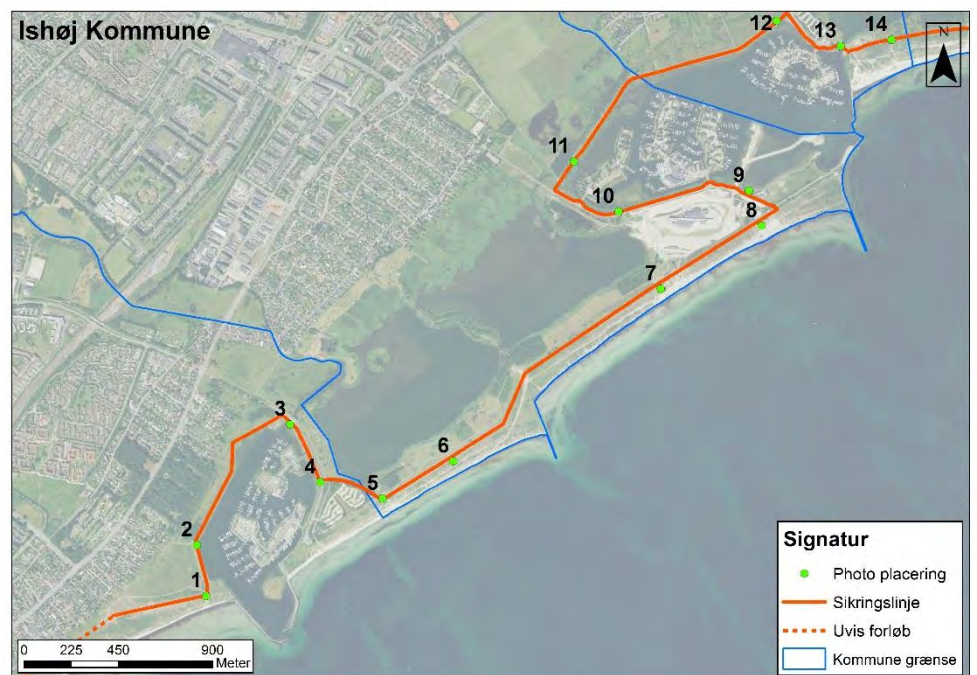 Ishøj Kommune
12
13
14
N
11
10
9
8
7
3
4
5
6
2
1
Signatur
Photo placering
Sikringslinje
Uvis forløb
Kommune grænse
0 225 450 900
Meter